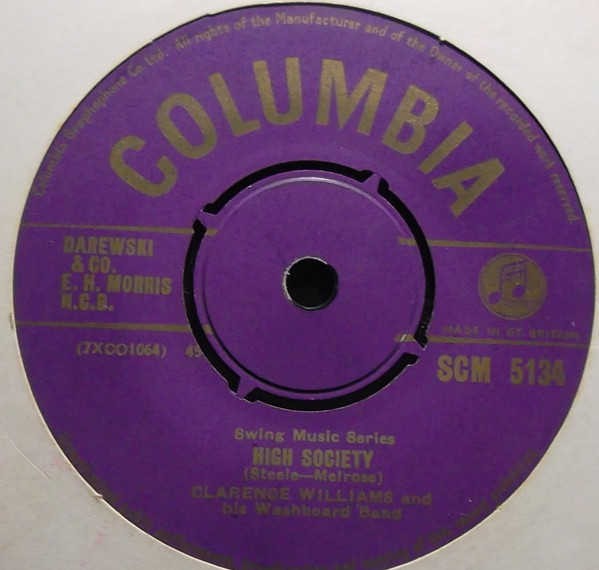 Columbia Graphophone Co. Ltd. All rights of the Manufacturer and of the Owner of the recorded work reserved
COLUMBIA
DAREWSKI
& CO.
E. H. MORRIS
N.C.B.
MADE IN GT. BRITAIN
(7XCO1064) 45
SCM 5134
Swing Music Series
HIGH SOCIETY
(Steele—Melrose)
CLARENCE WILLIAMS and
his Washboard Band